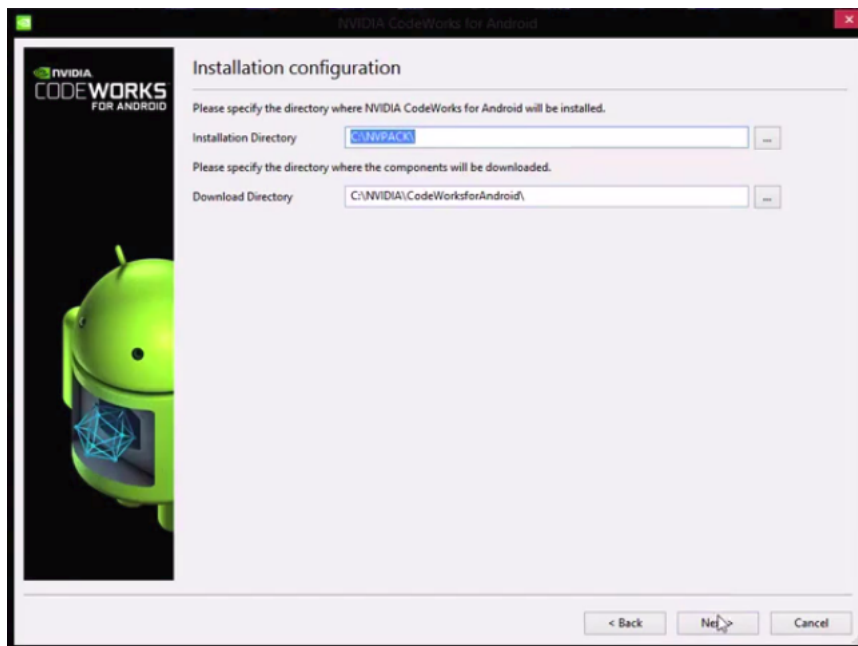 NVIDIA CodeWorks for Android
NVIDIA.
CODEWORKS
FOR ANDROID
Installation configuration
Please specify the directory where NVIDIA CodeWorks for Android will be installed.
Installation Directory C:\NVPACK\ ...
Please specify the directory where the components will be downloaded.
Download Directory C:\NVIDIA\CodeWorksforAndroid\ ...
< Back Next > Cancel